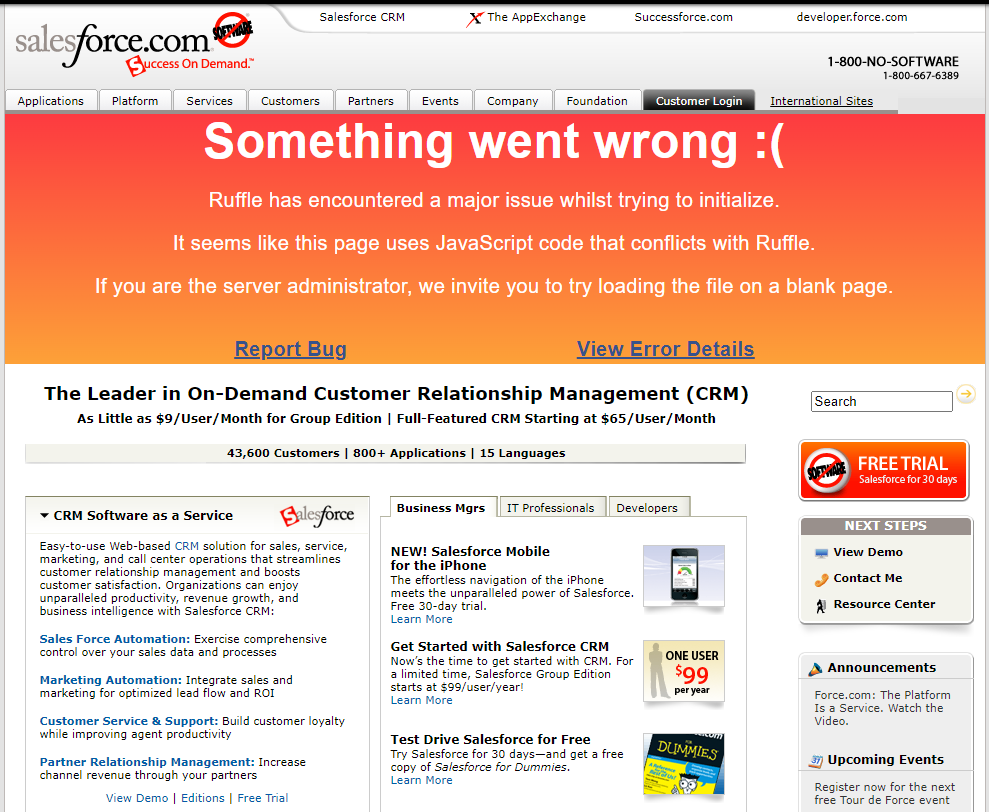 Salesforce CRM
The AppExchange
Successforce.com
developer.force.com
salesforce.com
SOFTWARE
Success On Demand.™
1-800-NO-SOFTWARE
1-800-667-6389
Applications
Platform
Services
Customers
Partners
Events
Company
Foundation
Customer Login
International Sites
Something went wrong :(
Ruffle has encountered a major issue whilst trying to initialize.
It seems like this page uses JavaScript code that conflicts with Ruffle.
If you are the server administrator, we invite you to try loading the file on a blank page.
Report Bug
View Error Details
The Leader in On-Demand Customer Relationship Management (CRM)
As Little as $9/User/Month for Group Edition | Full-Featured CRM Starting at $65/User/Month
43,600 Customers | 800+ Applications | 15 Languages
CRM Software as a Service
Salesforce
Easy-to-use Web-based CRM solution for sales, service,
marketing, and call center operations that streamlines
customer relationship management and boosts
customer satisfaction. Organizations can enjoy
unparalleled productivity, revenue growth, and
business intelligence with Salesforce CRM:
Sales Force Automation: Exercise comprehensive
control over your sales data and processes
Marketing Automation: Integrate sales and
marketing for optimized lead flow and ROI
Customer Service & Support: Build customer loyalty
while improving agent productivity
Partner Relationship Management: Increase
channel revenue through your partners
View Demo | Editions | Free Trial
Business Mgrs
IT Professionals
Developers
NEW! Salesforce Mobile
for the iPhone
The effortless navigation of the iPhone
meets the unparalleled power of Salesforce.
Free 30-day trial.
Learn More
Get Started with Salesforce CRM
Now's the time to get started with CRM. For
a limited time, Salesforce Group Edition
starts at $99/user/year!
Learn More
ONE USER
$99
per year
Test Drive Salesforce for Free
Try Salesforce for 30 days—and get a free
copy of Salesforce for Dummies.
Learn More
FOR
DUMMIES
Search
SOFTWARE
FREE TRIAL
Salesforce for 30 days
NEXT STEPS
View Demo
Contact Me
Resource Center
Announcements
Force.com: The Platform
Is a Service. Watch the
Video.
Upcoming Events
Register now for the next
free Tour de Force event